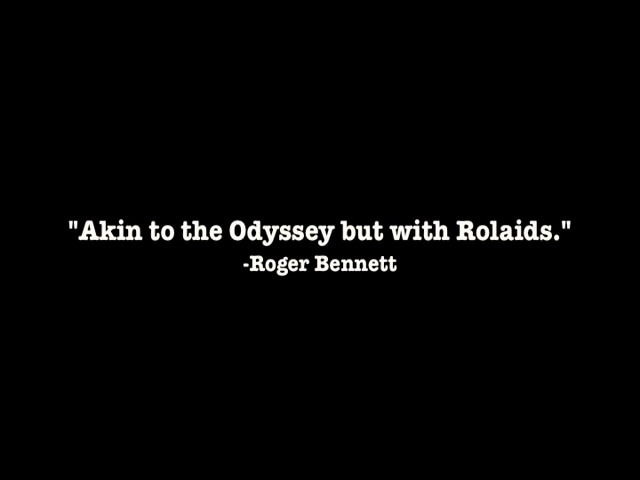 "Akin to the Odyssey but with Rolaids."
-Roger Bennett